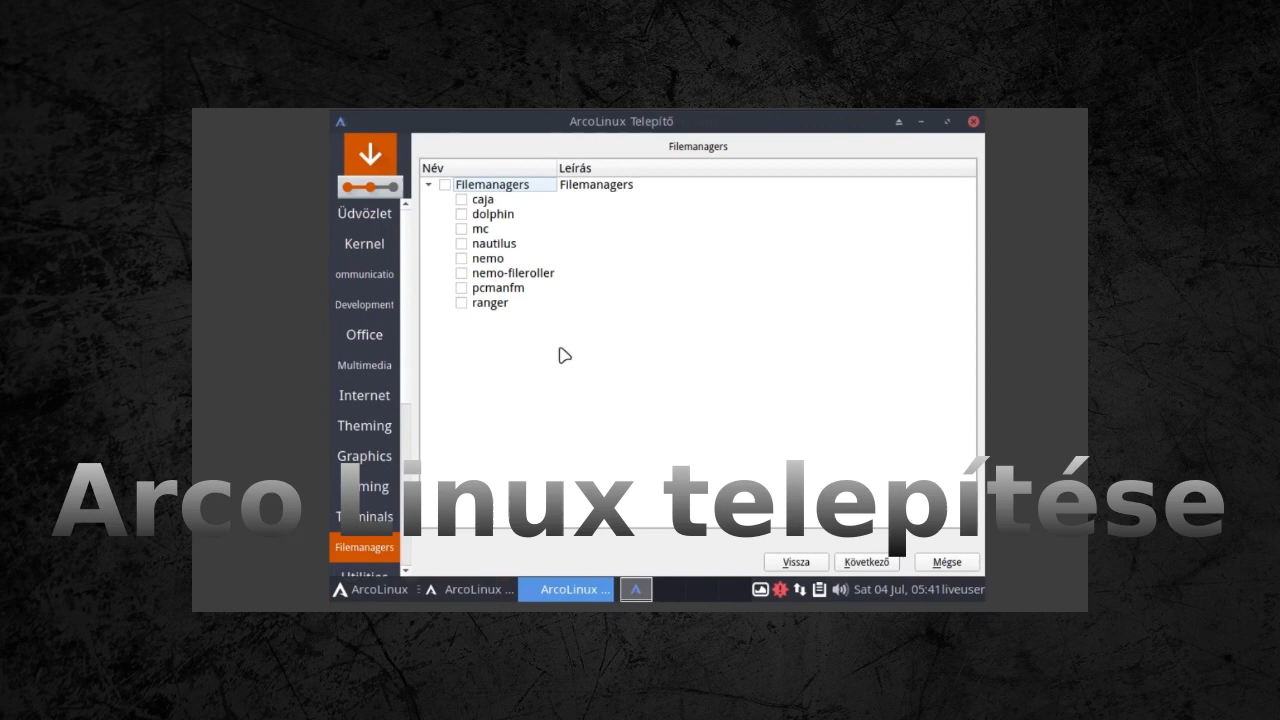 ArcoLinux Telepítő
Filemanagers
Név Leírás
Filemanagers Filemanagers
caja
dolphin
mc
nautilus
nemo
nemo-fileroller
pcmanfm
ranger
Üdvözlet
Kernel
ommunicatio
Development
Office
Multimedia
Internet
Theming
Graphics
ming
Filemanagers
Utilities
Arco Linux telepítése
Vissza Következő Mégse
ArcoLinux ArcoLinux ... ArcoLinux ... Sat 04 Jul, 05:41 liveuser